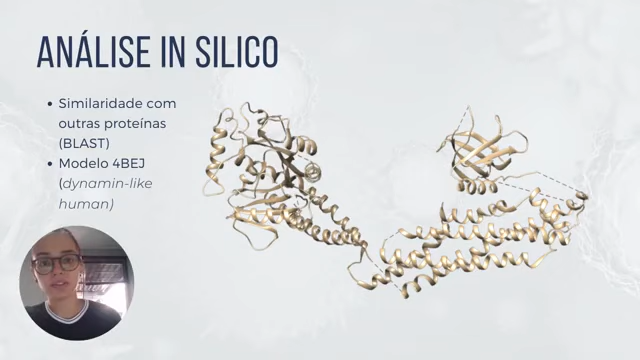 ANÁLISE IN SILICO
• Similaridade com
outras proteínas
(BLAST)
• Modelo 4BEJ
(dynamin-like
human)